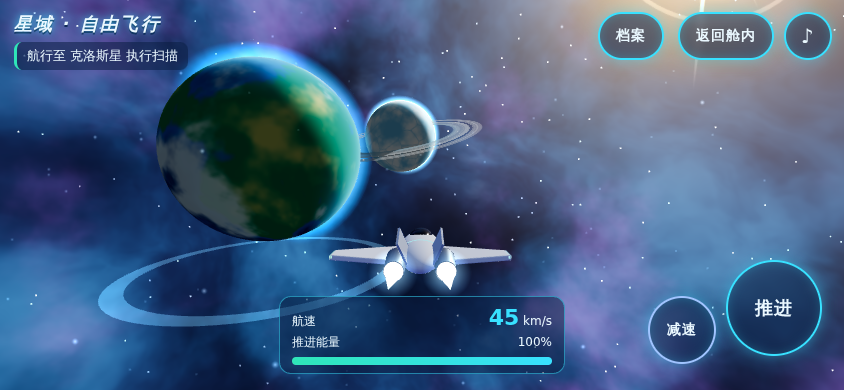 星域 · 自由飞行
航行至 克洛斯星 执行扫描
档案
返回舱内
♪
航速 45 km/s
推进能量 100%
减速
推进